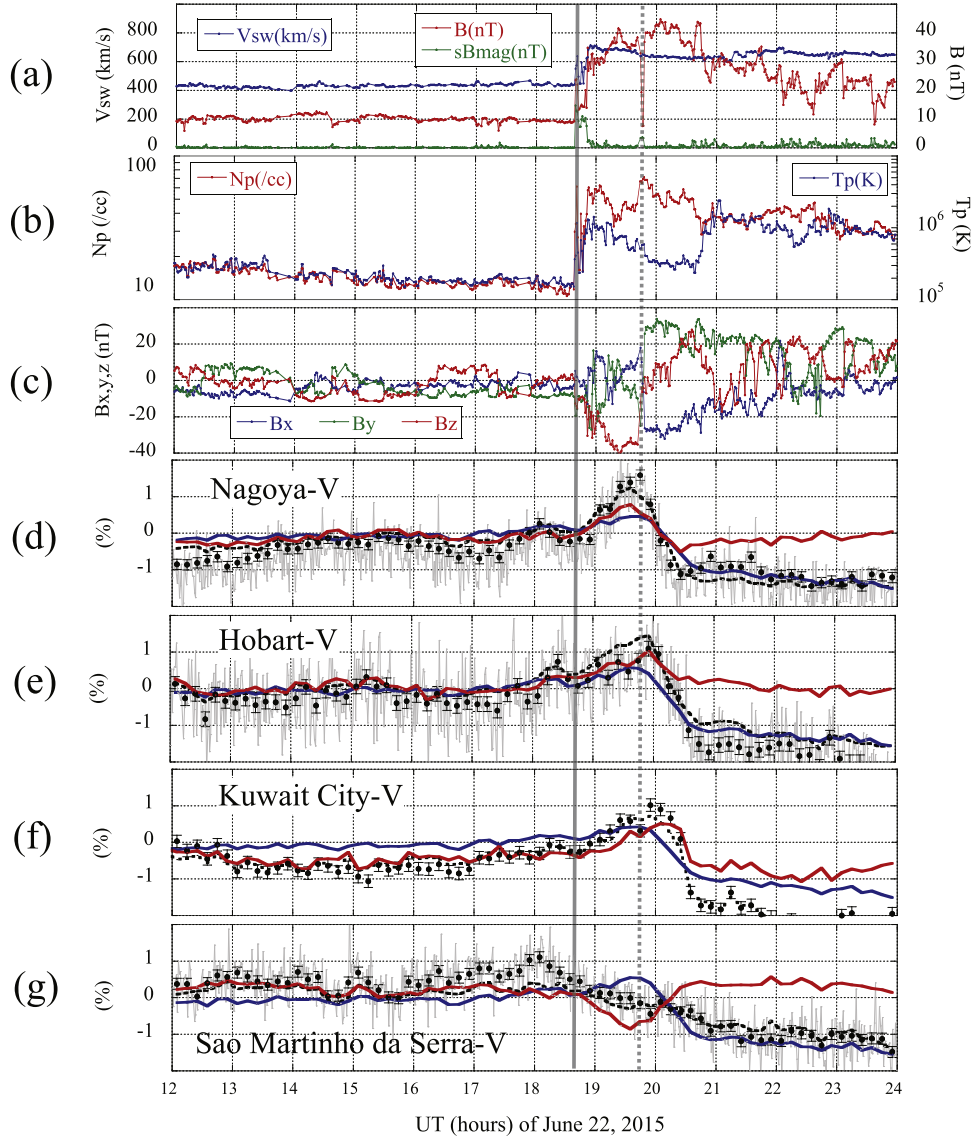 (a)
Vsw (km/s)
800
600
400
200
0
Vsw(km/s)
B(nT)
sBmag(nT)
40
30
20
10
0
B (nT)
(b)
Np (/cc)
100
10
Np(/cc)
Tp(K)
10^6
10^5
Tp (K)
(c)
Bx,y,z (nT)
20
0
-20
-40
Bx By Bz
(d)
(%)
1
0
-1
Nagoya-V
(e)
(%)
1
0
-1
Hobart-V
(f)
(%)
1
0
-1
Kuwait City-V
(g)
(%)
1
0
-1
Sao Martinho da Serra-V
12 13 14 15 16 17 18 19 20 21 22 23 24
UT (hours) of June 22, 2015